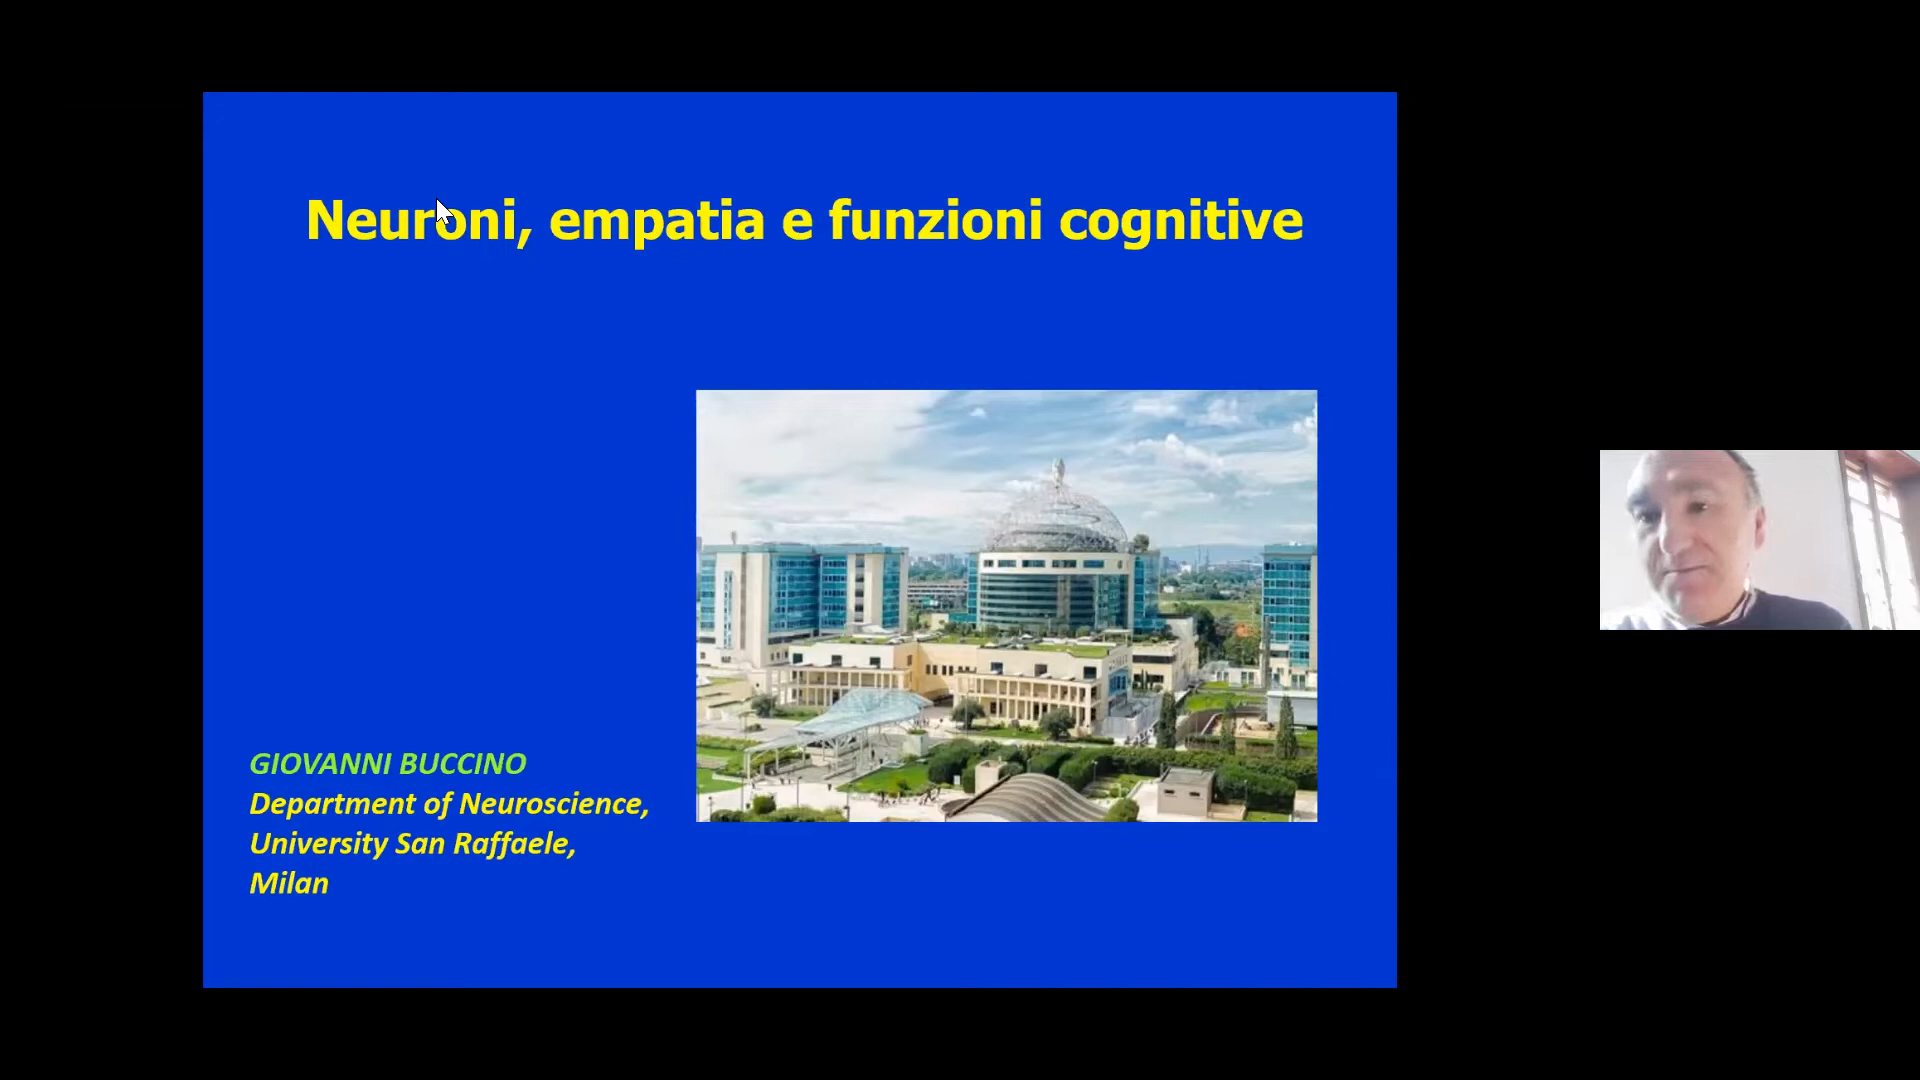 Neuroni, empatia e funzioni cognitive
GIOVANNI BUCCINO
Department of Neuroscience,
University San Raffaele,
Milan